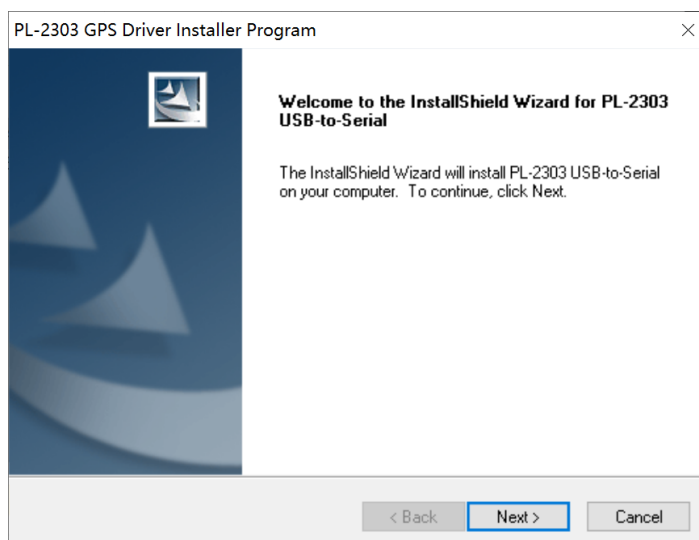 PL-2303 GPS Driver Installer Program
Welcome to the InstallShield Wizard for PL-2303
USB-to-Serial
The InstallShield Wizard will install PL-2303 USB-to-Serial
on your computer.  To continue, click Next.
< Back
Next >
Cancel